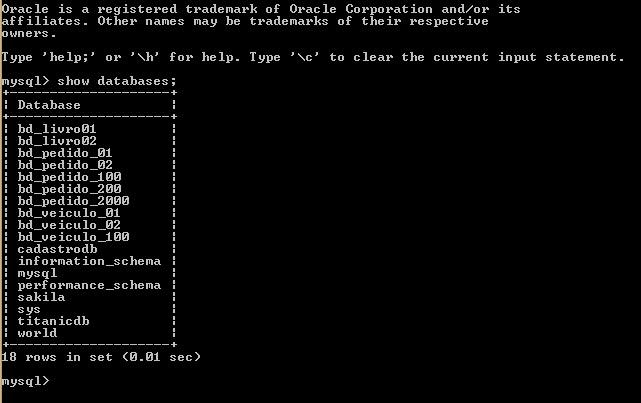 Oracle is a registered trademark of Oracle Corporation and/or its
affiliates. Other names may be trademarks of their respective
owners.
Type 'help;' or '\h' for help. Type '\c' to clear the current input statement.
mysql> show databases;
+--------------------+
| Database           |
+--------------------+
| bd_livro01         |
| bd_livro02         |
| bd_pedido_01       |
| bd_pedido_02       |
| bd_pedido_100      |
| bd_pedido_200      |
| bd_pedido_2000     |
| bd_veiculo_01      |
| bd_veiculo_02      |
| bd_veiculo_100     |
| cadastrodb         |
| information_schema |
| mysql              |
| performance_schema |
| sakila             |
| sys                |
| titanicdb          |
| world              |
+--------------------+
18 rows in set (0.01 sec)
mysql>